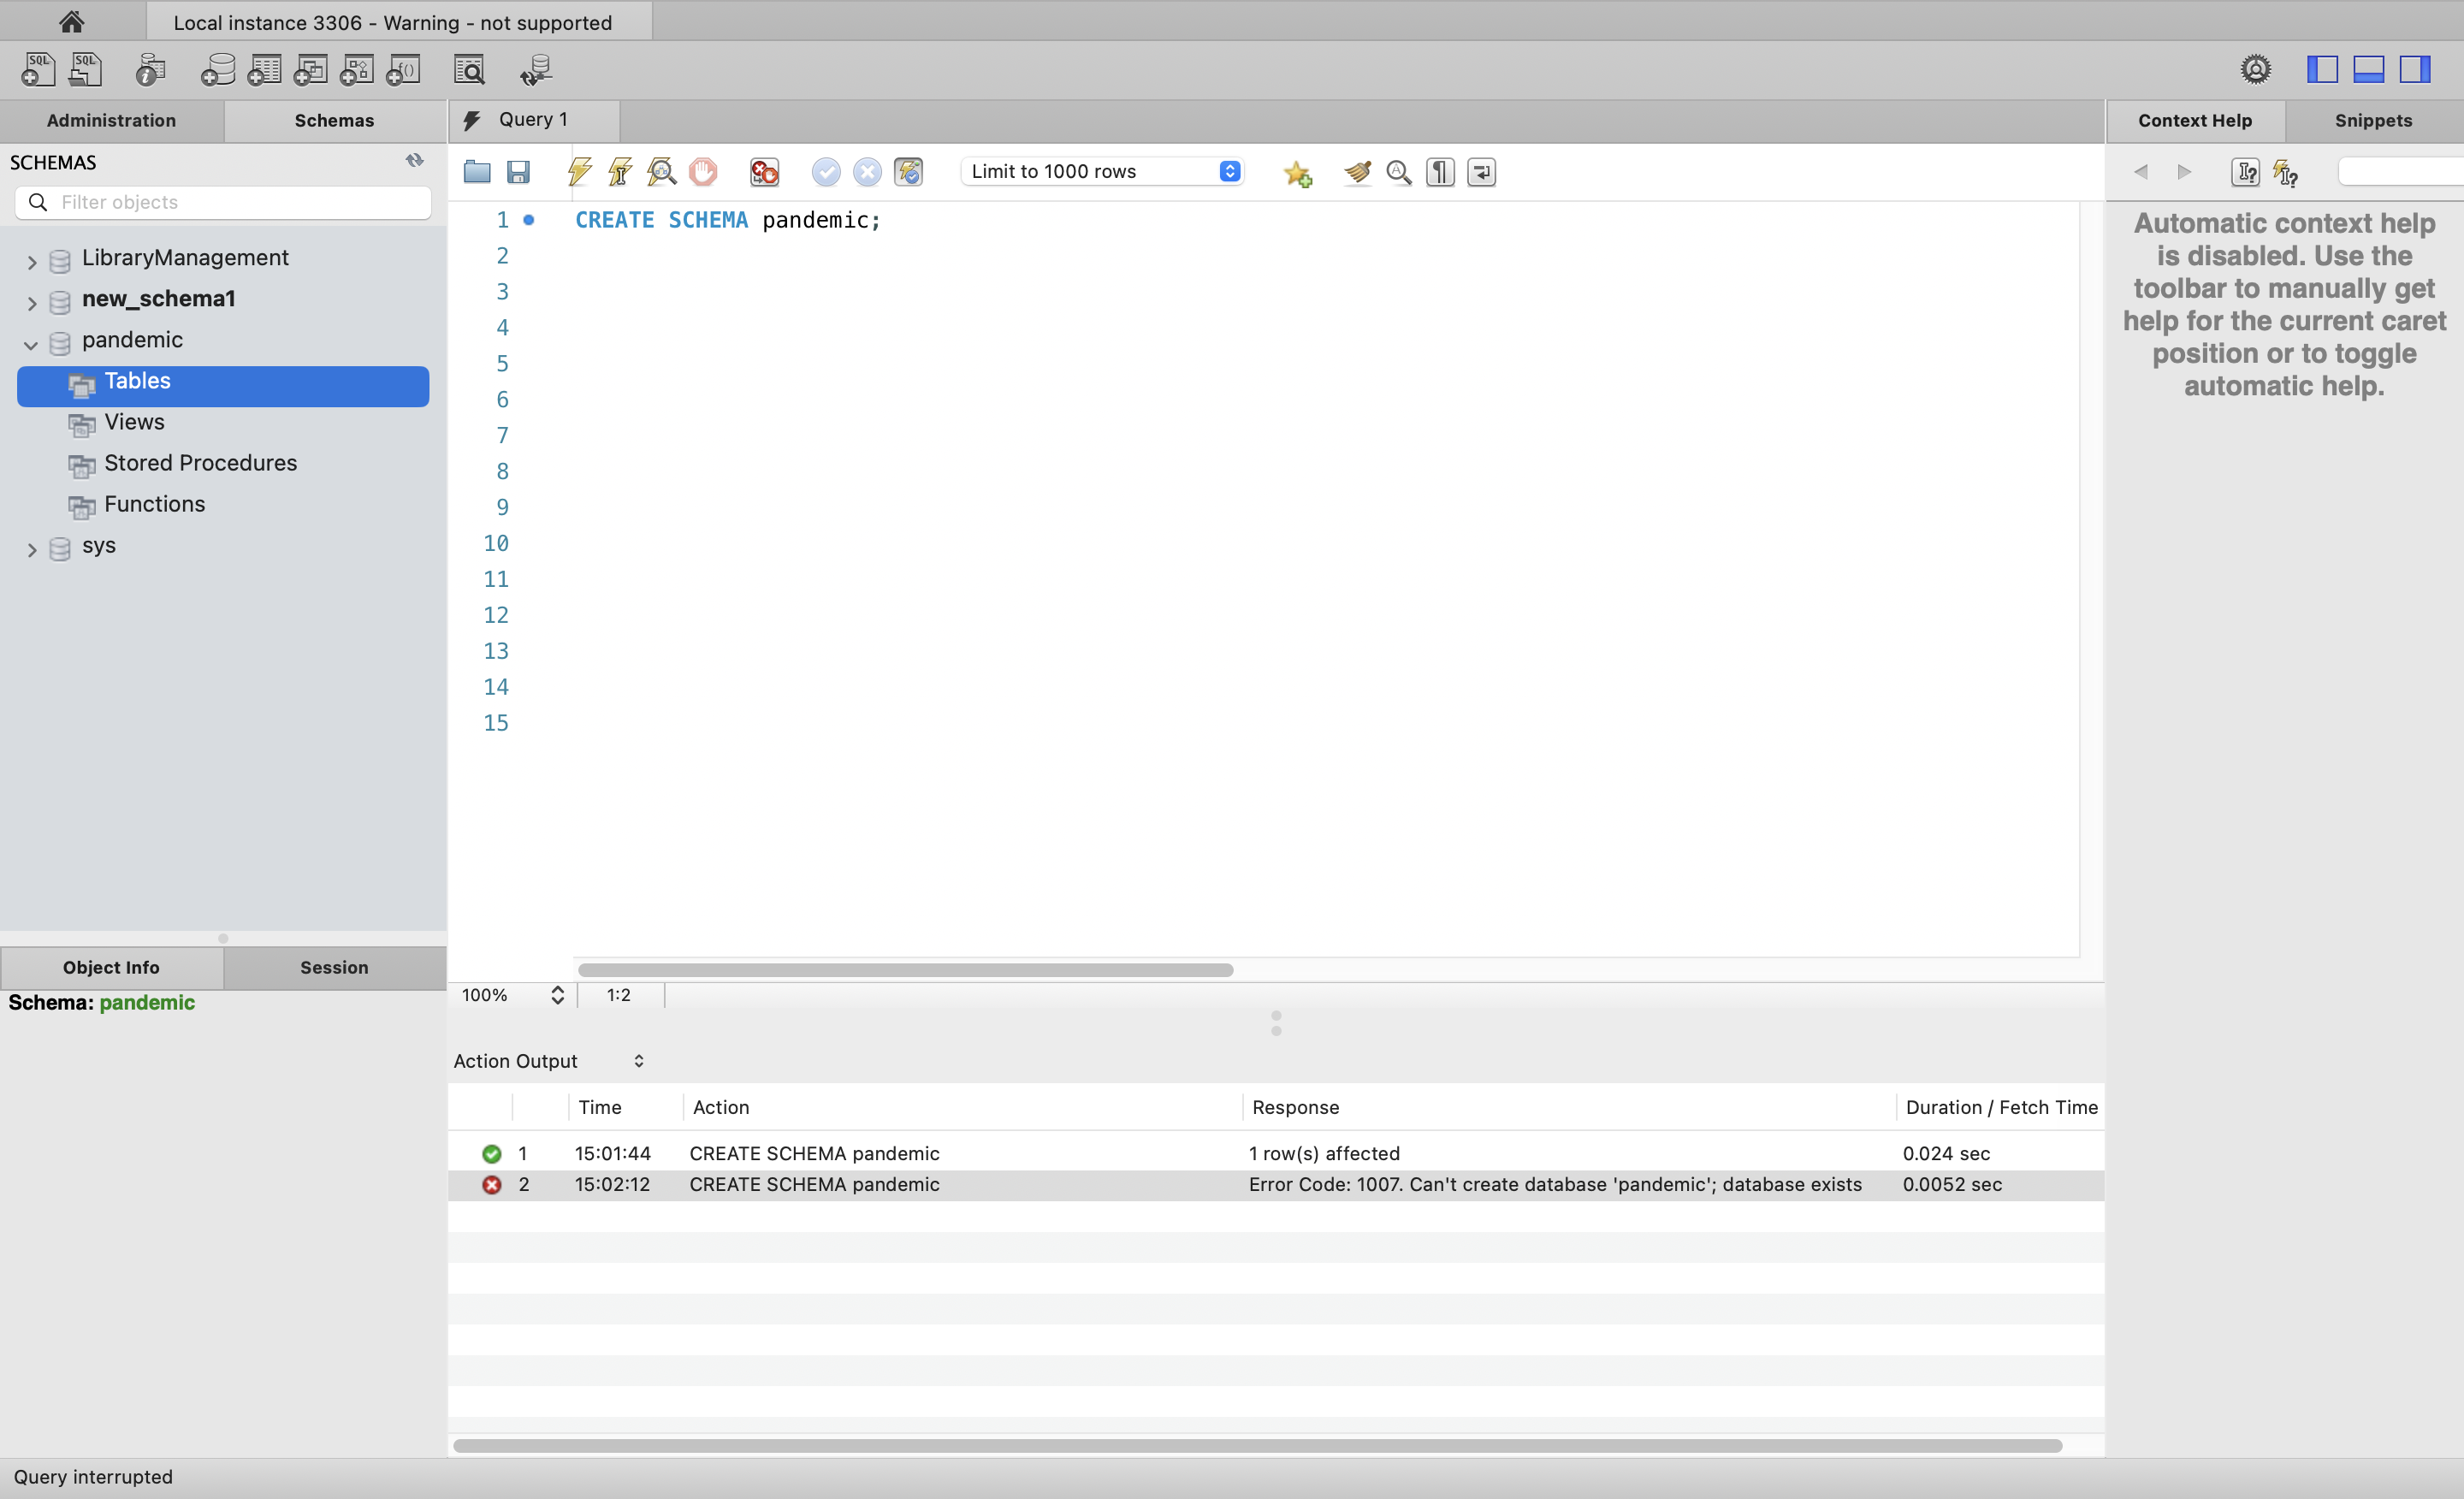 Local instance 3306 - Warning - not supported
SQL
SQL
Administration
Schemas
SCHEMAS
Filter objects
LibraryManagement
new_schema1
pandemic
Tables
Views
Stored Procedures
Functions
sys
Object Info
Session
Schema: pandemic
Query 1
Limit to 1000 rows
1 CREATE SCHEMA pandemic;
2
3
4
5
6
7
8
9
10
11
12
13
14
15
100%
1:2
Action Output
Time Action Response Duration / Fetch Time
1 15:01:44 CREATE SCHEMA pandemic 1 row(s) affected 0.024 sec
2 15:02:12 CREATE SCHEMA pandemic Error Code: 1007. Can't create database 'pandemic'; database exists 0.0052 sec
Context Help
Snippets
Automatic context help
is disabled. Use the
toolbar to manually get
help for the current caret
position or to toggle
automatic help.
Query interrupted